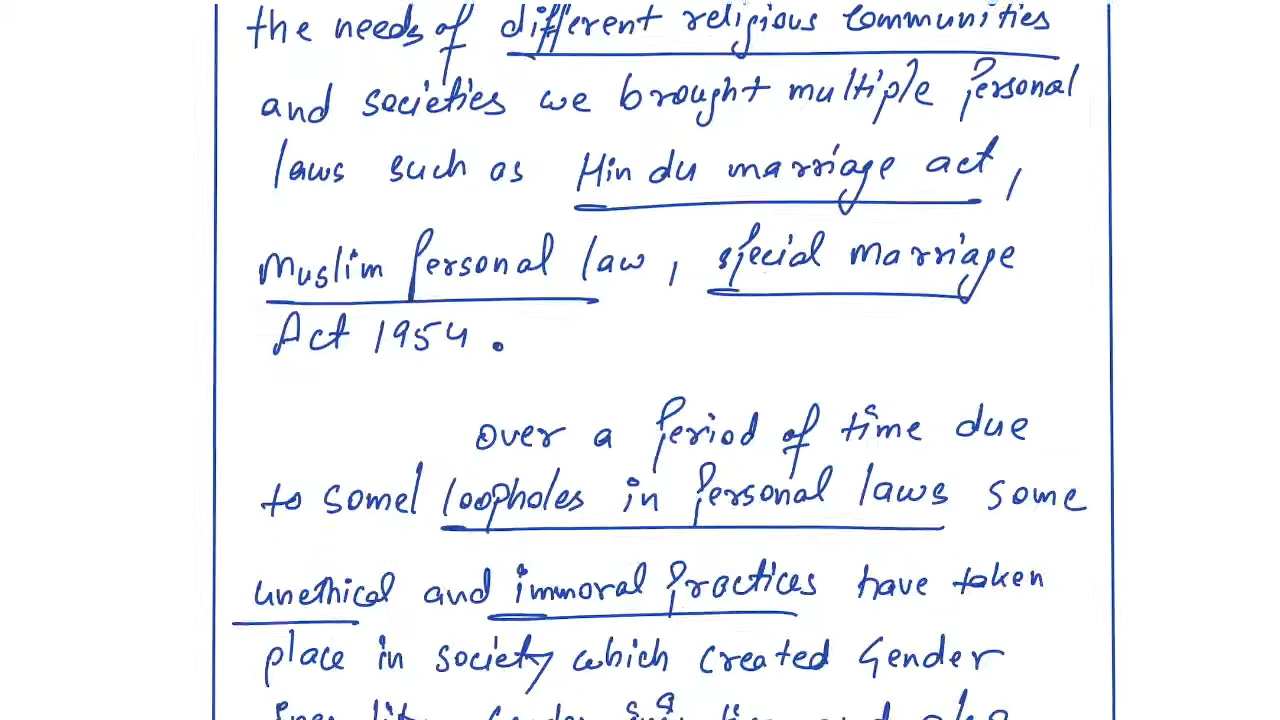 the needs of different religious communities
and societies we brought multiple personal
laws such as Hindu marriage act,
Muslim Personal law, special marriage
Act 1954.
over a period of time due
to somel loopholes in personal laws some
unethical and immoral practices have taken
place in society which created Gender